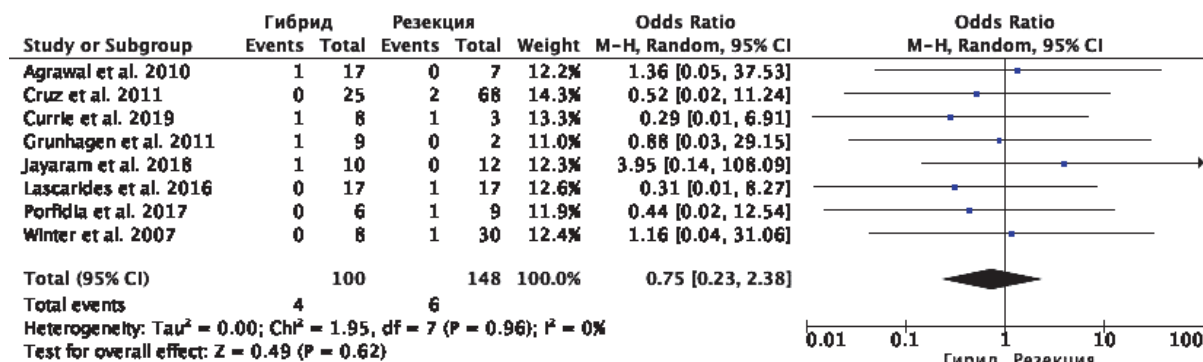 Гибрид Резекция Odds Ratio Odds Ratio
Study or Subgroup Events Total Events Total Weight M-H, Random, 95% CI M-H, Random, 95% CI
Agrawal et al. 2010 1 17 0 7 12.2% 1.36 [0.05, 37.53]
Cruz et al. 2011 0 25 2 68 14.3% 0.52 [0.02, 11.24]
Currie et al. 2019 1 8 1 3 13.3% 0.29 [0.01, 6.91]
Grunhagen et al. 2011 1 9 0 2 11.0% 0.88 [0.03, 29.15]
Jayaram et al. 2018 1 10 0 12 12.3% 3.95 [0.14, 108.09]
Lascarides et al. 2016 0 17 1 17 12.6% 0.31 [0.01, 8.27]
Porfidia et al. 2017 0 6 1 9 11.9% 0.44 [0.02, 12.54]
Winter et al. 2007 0 8 1 30 12.4% 1.16 [0.04, 31.06]
Total (95% CI) 100 148 100.0% 0.75 [0.23, 2.38]
Total events 4 6
Heterogeneity: Tau² = 0.00; Chi² = 1.95, df = 7 (P = 0.96); I² = 0%
Test for overall effect: Z = 0.49 (P = 0.62)
0.01 0.1 1 10 100
Гирид Резекция